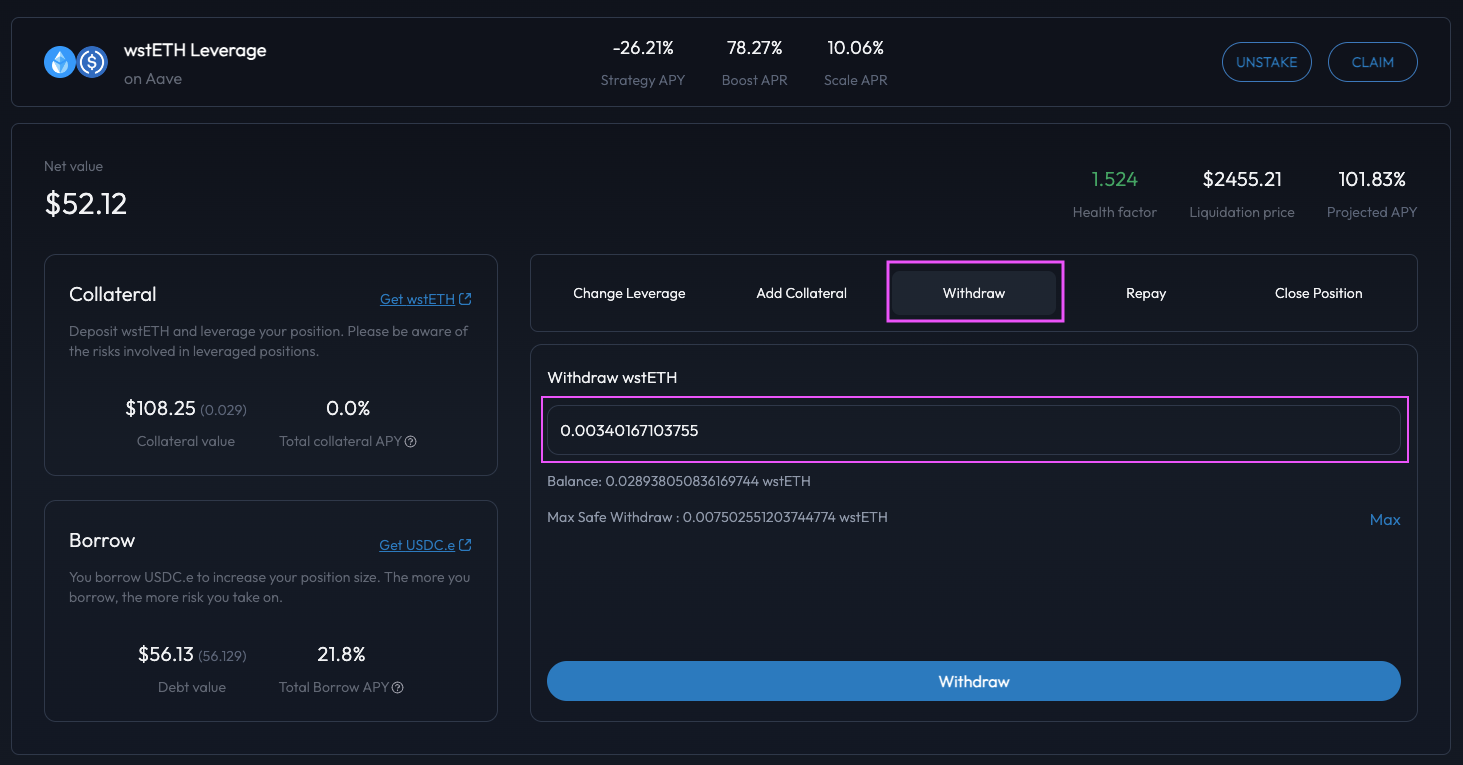 wstETH Leverage
on Aave
-26.21%
Strategy APY
78.27%
Boost APR
10.06%
Scale APR
UNSTAKE
CLAIM
Net value
$52.12
1.524
Health factor
$2455.21
Liquidation price
101.83%
Projected APY
Collateral
Get wstETH
Deposit wstETH and leverage your position. Please be aware of
the risks involved in leveraged positions.
$108.25 (0.029)
Collateral value
0.0%
Total collateral APY
Borrow
Get USDC.e
You borrow USDC.e to increase your position size. The more you
borrow, the more risk you take on.
$56.13 (56.129)
Debt value
21.8%
Total Borrow APY
Change Leverage
Add Collateral
Withdraw
Repay
Close Position
Withdraw wstETH
0.00340167103755
Balance: 0.028938050836169744 wstETH
Max Safe Withdraw : 0.007502551203744774 wstETH
Max
Withdraw